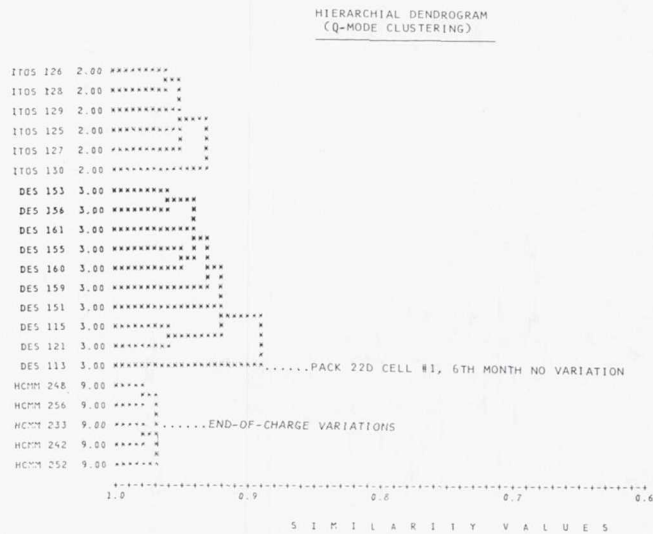 HIERARCHIAL DENDROGRAM
(Q-MODE CLUSTERING)
ITOS 126 2.00
ITOS 128 2.00
ITOS 129 2.00
ITOS 125 2.00
ITOS 127 2.00
ITOS 130 2.00
DES 153 3.00
DES 156 3.00
DES 161 3.00
DES 155 3.00
DES 160 3.00
DES 159 3.00
DES 151 3.00
DES 115 3.00
DES 121 3.00
DES 113 3.00 ......PACK 22D CELL #1, 6TH MONTH NO VARIATION
HCMM 248 9.00
HCMM 256 9.00
HCMM 233 9.00 ......END-OF-CHARGE VARIATIONS
HCMM 242 9.00
HCMM 252 9.00
1.0 0.9 0.8 0.7 0.6
SIMILARITY VALUES